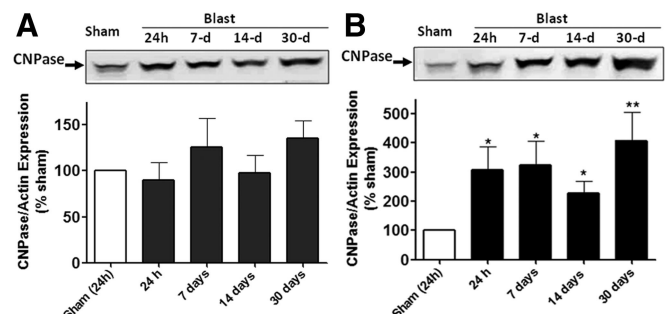 A
Sham
Blast
24h 7-d 14-d 30-d
CNPase
CNPase/Actin Expression
(% sham)
150
100
50
0
Sham (24h)
24 h
7 days
14 days
30 days
B
Sham
Blast
24h 7-d 14-d 30-d
CNPase
CNPase/Actin Expression
(% sham)
500
400
300
200
100
0
*
*
*
**
Sham (24h)
24 h
7 days
14 days
30 days